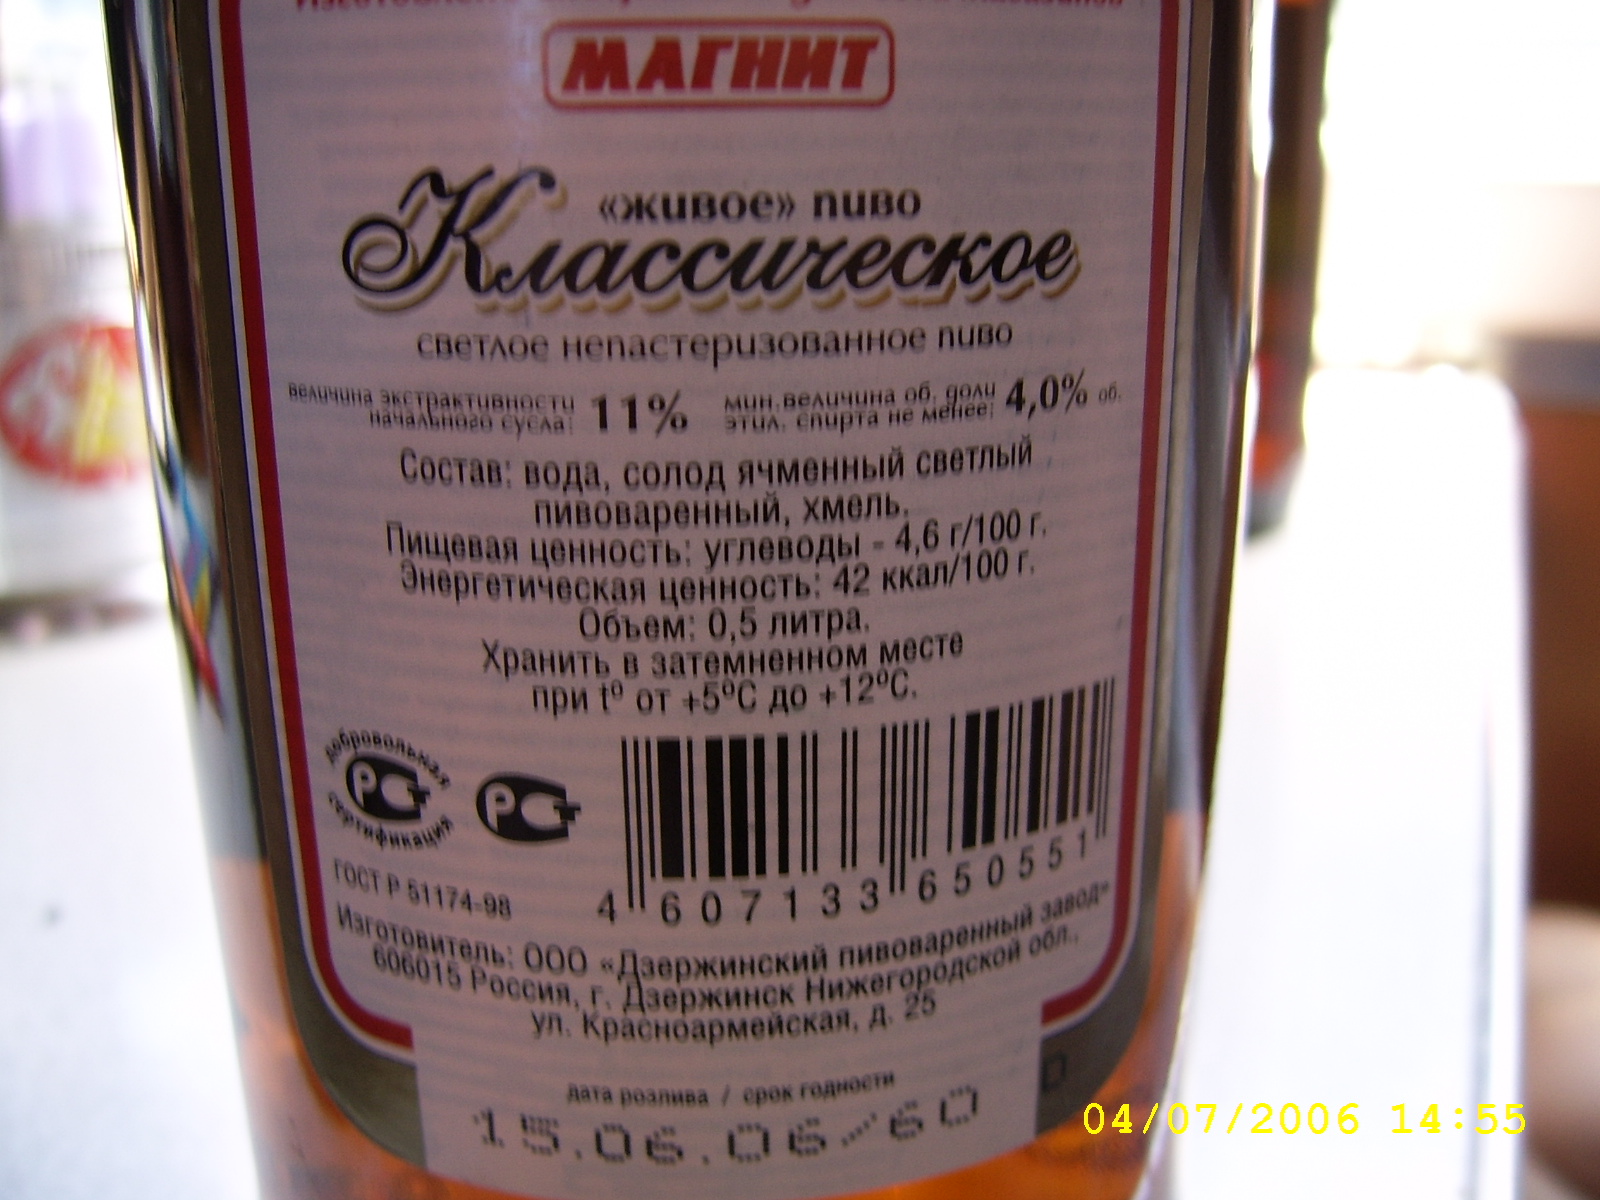 МАГНИТ
«живое» пиво
Классическое
светлое непастеризованное пиво
величина экстрактивности
начального сусла: 11%
мин.величина об. доли
этил. спирта не менее: 4,0% об.
Состав: вода, солод ячменный светлый
пивоваренный, хмель.
Пищевая ценность: углеводы - 4,6 г/100 г.
Энергетическая ценность: 42 ккал/100 г.
Объем: 0,5 литра.
Хранить в затемненном месте
при t° от +5°С до +12°С.
добровольная
РСТ
сертификация
РСТ
ГОСТ Р 51174-98
4 607133 650551
Изготовитель: ООО «Дзержинский пивоваренный завод»
606015 Россия, г. Дзержинск Нижегородской обл.,
ул. Красноармейская, д. 25
дата розлива / срок годности
15.06.06/60
04/07/2006 14:55